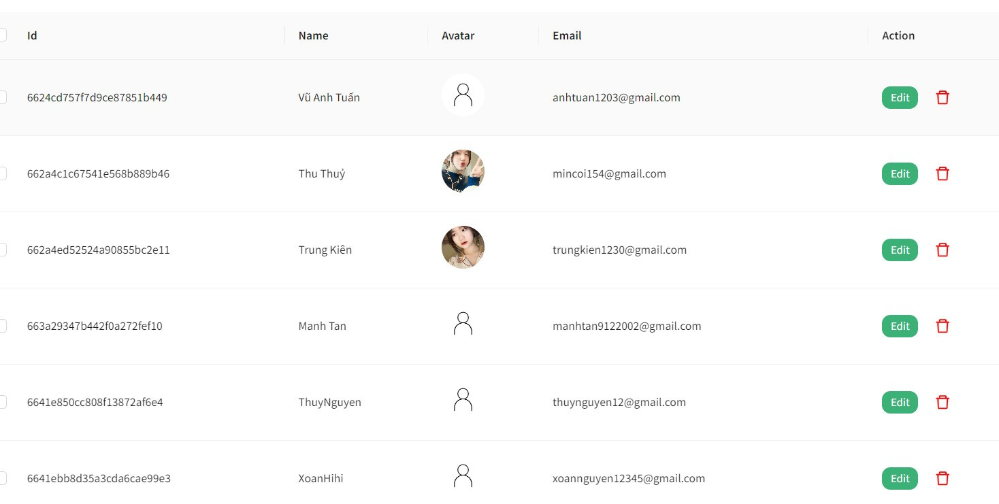 Id Name Avatar Email Action
6624cd757f7d9ce87851b449 Vũ Anh Tuấn anhtuan1203@gmail.com Edit
662a4c1c67541e568b889b46 Thu Thuỷ mincoi154@gmail.com Edit
662a4ed52524a90855bc2e11 Trung Kiên trungkien1230@gmail.com Edit
663a29347b442f0a272fef10 Manh Tan manhtan9122002@gmail.com Edit
6641e850cc808f13872af6e4 ThuyNguyen thuynguyen12@gmail.com Edit
6641ebb8d35a3cda6cae99e3 XoanHihi xoannguyen12345@gmail.com Edit